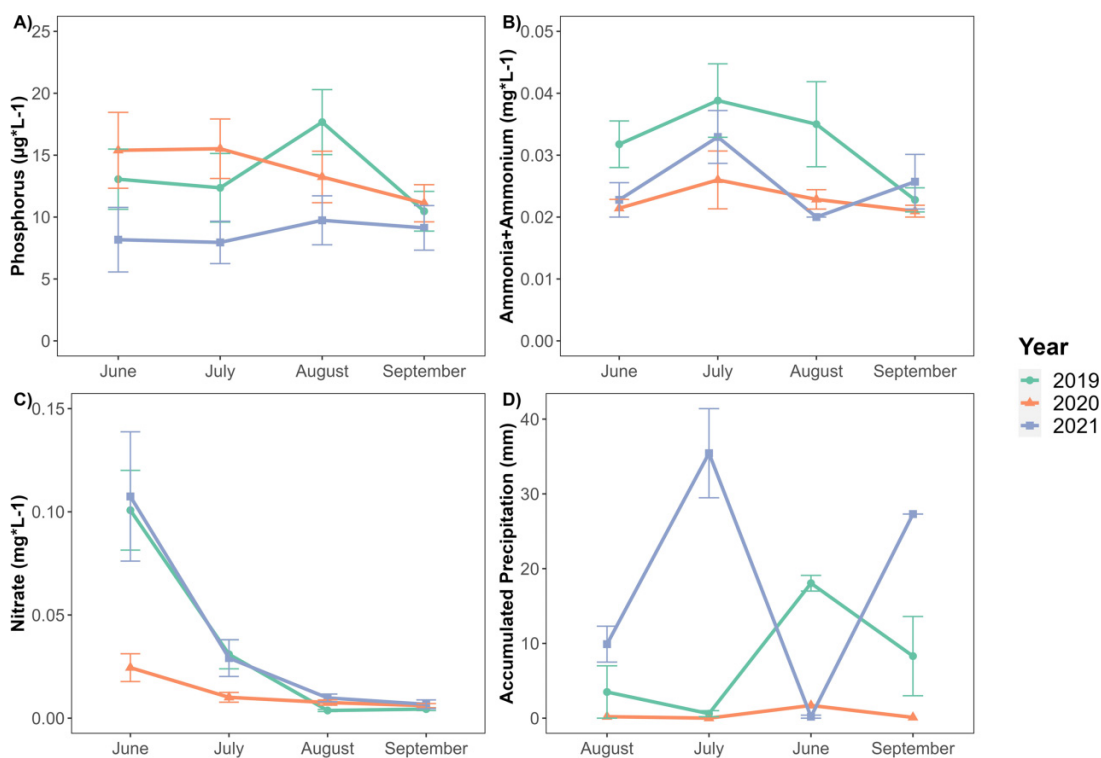 A)
Phosphorus (µg*L-1)
25
20
15
10
5
0
June July August September
B)
Ammonia+Ammonium (mg*L-1)
0.05
0.04
0.03
0.02
0.01
0.00
June July August September
C)
Nitrate (mg*L-1)
0.15
0.10
0.05
0.00
June July August September
D)
Accumulated Precipitation (mm)
40
30
20
10
0
August July June September
Year
2019
2020
2021